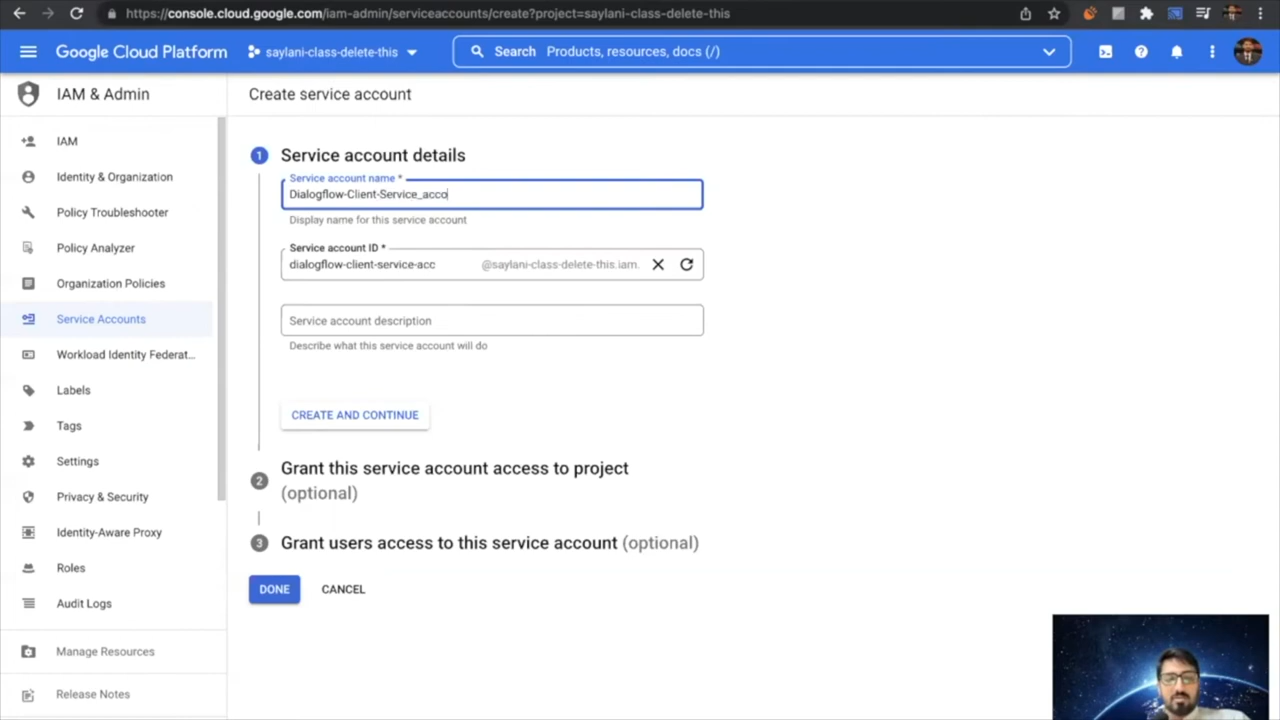 https://console.cloud.google.com/iam-admin/serviceaccounts/create?project=saylani-class-delete-this
Google Cloud Platform
saylani-class-delete-this
Search Products, resources, docs (/)
IAM & Admin
Create service account
IAM
Identity & Organization
Policy Troubleshooter
Policy Analyzer
Organization Policies
Service Accounts
Workload Identity Federat...
Labels
Tags
Settings
Privacy & Security
Identity-Aware Proxy
Roles
Audit Logs
Manage Resources
Release Notes
1 Service account details
Service account name *
Dialogflow-Client-Service_acco
Display name for this service account
Service account ID *
dialogflow-client-service-acc @saylani-class-delete-this.iam.
Service account description
Describe what this service account will do
CREATE AND CONTINUE
2 Grant this service account access to project
(optional)
3 Grant users access to this service account (optional)
DONE CANCEL